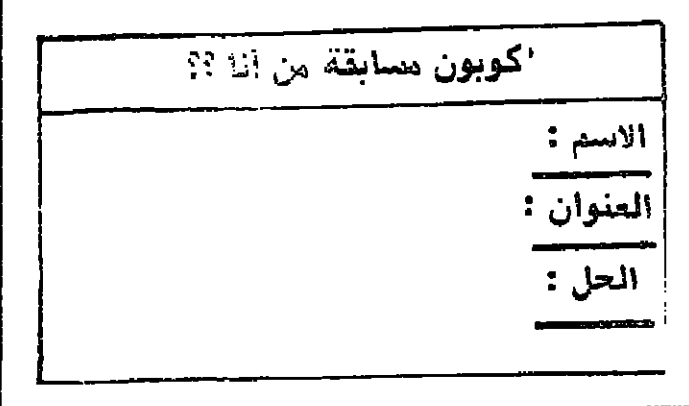 كوبون مسابقة من أنا ؟؟
الاسم :
العنوان :
الحل :